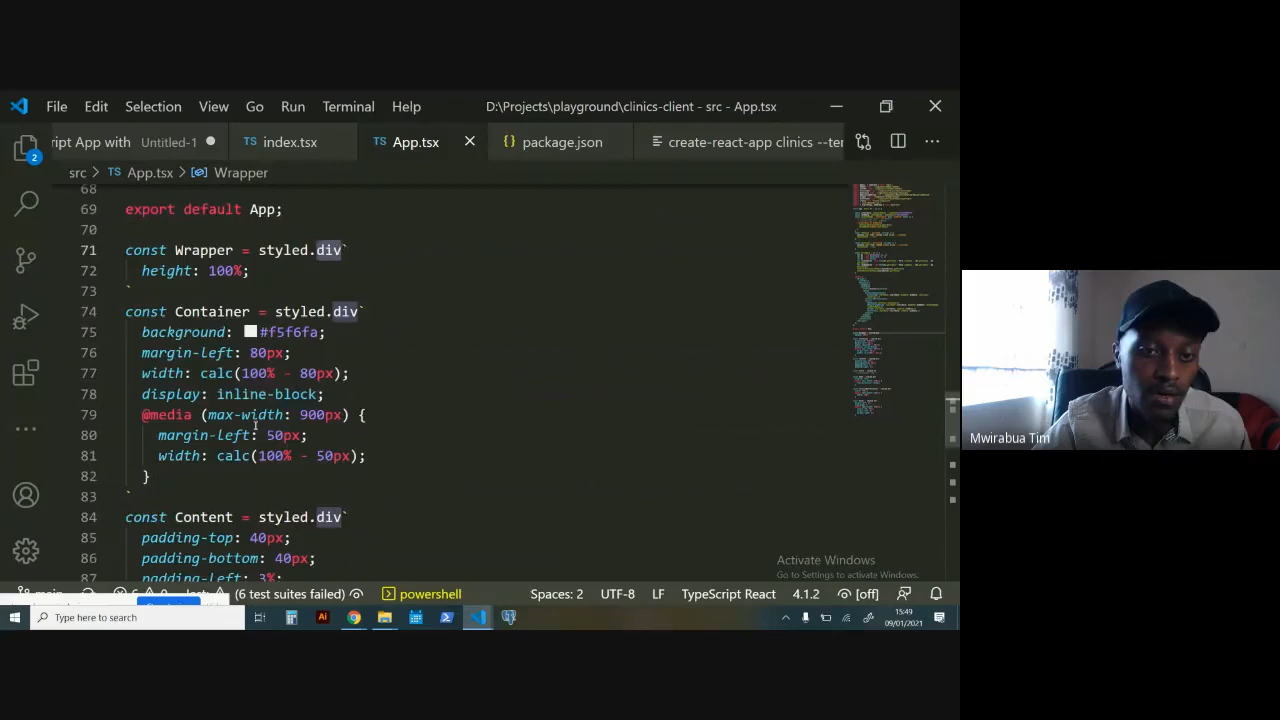 File Edit Selection View Go Run Terminal Help D:\Projects\playground\clinics-client - src - App.tsx
ript App with Untitled-1 TS index.tsx TS App.tsx {} package.json create-react-app clinics --ter
2
src > TS App.tsx > Wrapper
68
69 export default App;
70
71 const Wrapper = styled.div`
72 height: 100%;
73 `
74 const Container = styled.div`
75 background: #f5f6fa;
76 margin-left: 80px;
77 width: calc(100% - 80px);
78 display: inline-block;
79 @media (max-width: 900px) {
80 margin-left: 50px;
81 width: calc(100% - 50px);
82 }
83 `
84 const Content = styled.div`
85 padding-top: 40px;
86 padding-bottom: 40px;
87 padding-left: 3%;
Mwirabua Tim
Activate Windows
Go to Settings to activate Windows.
(6 test suites failed) powershell Spaces: 2 UTF-8 LF TypeScript React 4.1.2 [off]
Type here to search Ai 15:49
09/01/2021